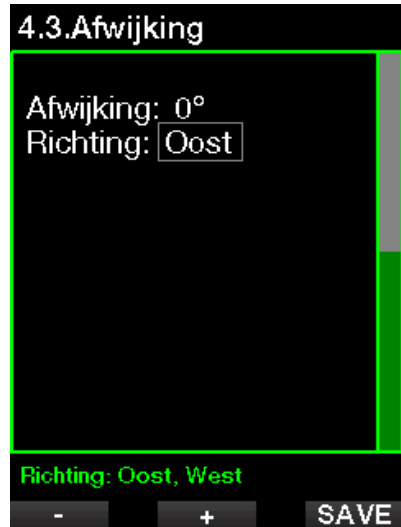 4.3.Afwijking
Afwijking: 0°
Richting: Oost
Richting: Oost, West
- + SAVE